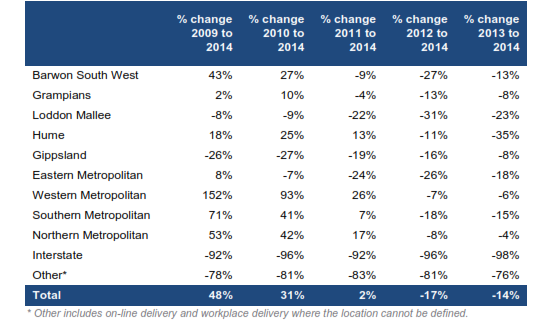 % change % change % change % change % change
2009 to 2010 to 2011 to 2012 to 2013 to
2014 2014 2014 2014 2014
Barwon South West 43% 27% -9% -27% -13%
Grampians 2% 10% -4% -13% -8%
Loddon Mallee -8% -9% -22% -31% -23%
Hume 18% 25% 13% -11% -35%
Gippsland -26% -27% -19% -16% -8%
Eastern Metropolitan 8% -7% -24% -26% -18%
Western Metropolitan 152% 93% 26% -7% -6%
Southern Metropolitan 71% 41% 7% -18% -15%
Northern Metropolitan 53% 42% 17% -8% -4%
Interstate -92% -96% -92% -96% -98%
Other* -78% -81% -83% -81% -76%
Total 48% 31% 2% -17% -14%
* Other includes on-line delivery and workplace delivery where the location cannot be defined.